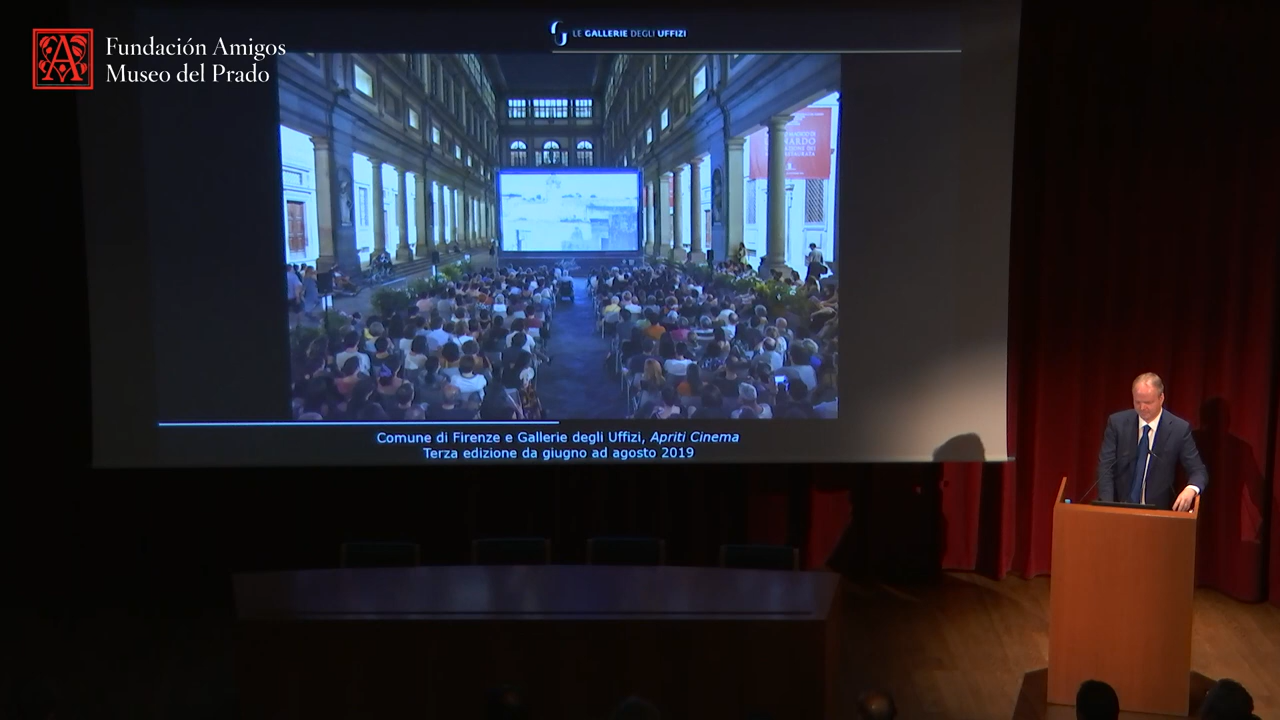 Fundación Amigos
Museo del Prado
LE GALLERIE DEGLI UFFIZI
Comune di Firenze e Gallerie degli Uffizi, Apriti Cinema
Terza edizione da giugno ad agosto 2019